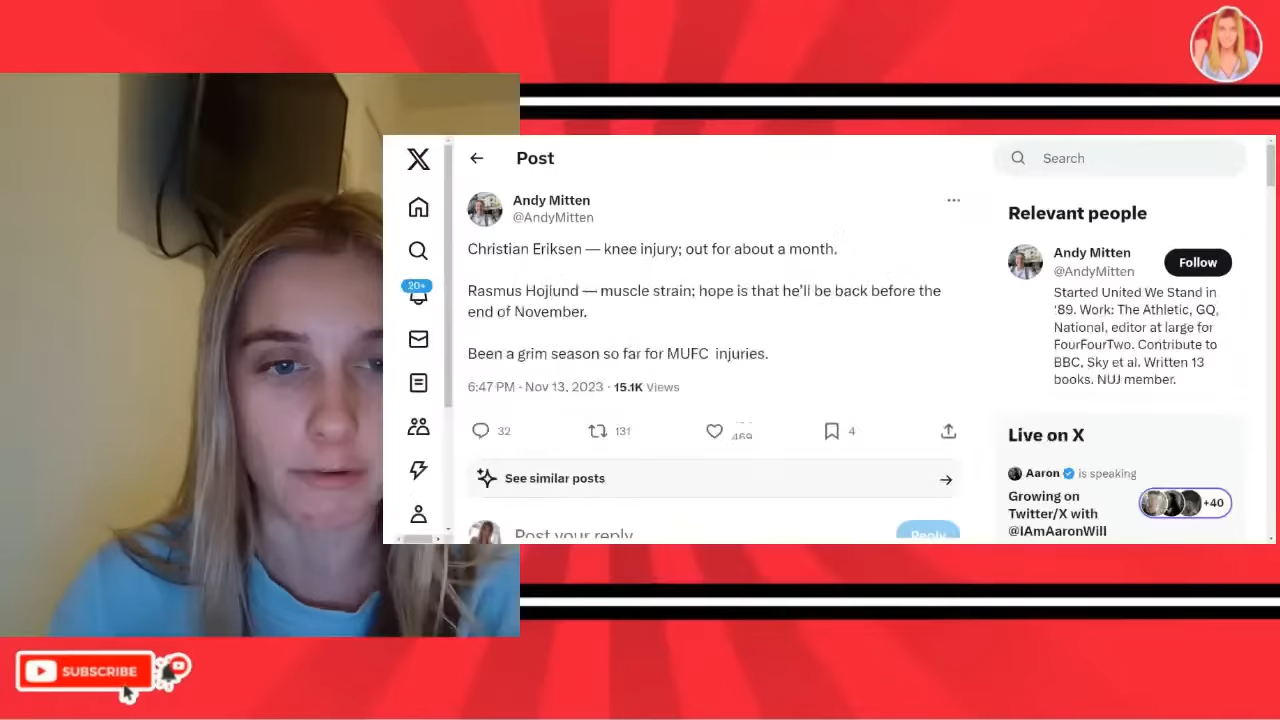 Post
Search
Andy Mitten
@AndyMitten
Christian Eriksen — knee injury; out for about a month.
Rasmus Hojlund — muscle strain; hope is that he'll be back before the
end of November.
Been a grim season so far for MUFC injuries.
6:47 PM · Nov 13, 2023 · 15.1K Views
32
131
469
4
See similar posts
Post your reply
Reply
20+
Relevant people
Andy Mitten
@AndyMitten
Follow
Started United We Stand in
'89. Work: The Athletic, GQ,
National, editor at large for
FourFourTwo. Contribute to
BBC, Sky et al. Written 13
books. NUJ member.
Live on X
Aaron is speaking
Growing on
Twitter/X with
@IAmAaronWill
+40
SUBSCRIBE